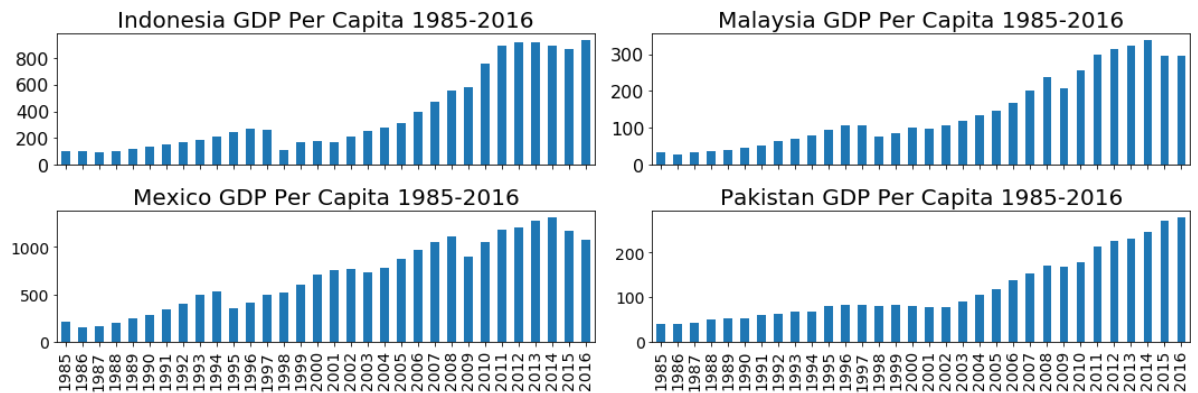 Indonesia GDP Per Capita 1985-2016
800
600
400
200
0
Malaysia GDP Per Capita 1985-2016
300
200
100
0
Mexico GDP Per Capita 1985-2016
1000
500
0
1985 1986 1987 1988 1989 1990 1991 1992 1993 1994 1995 1996 1997 1998 1999 2000 2001 2002 2003 2004 2005 2006 2007 2008 2009 2010 2011 2012 2013 2014 2015 2016
Pakistan GDP Per Capita 1985-2016
200
100
0
1985 1986 1987 1988 1989 1990 1991 1992 1993 1994 1995 1996 1997 1998 1999 2000 2001 2002 2003 2004 2005 2006 2007 2008 2009 2010 2011 2012 2013 2014 2015 2016